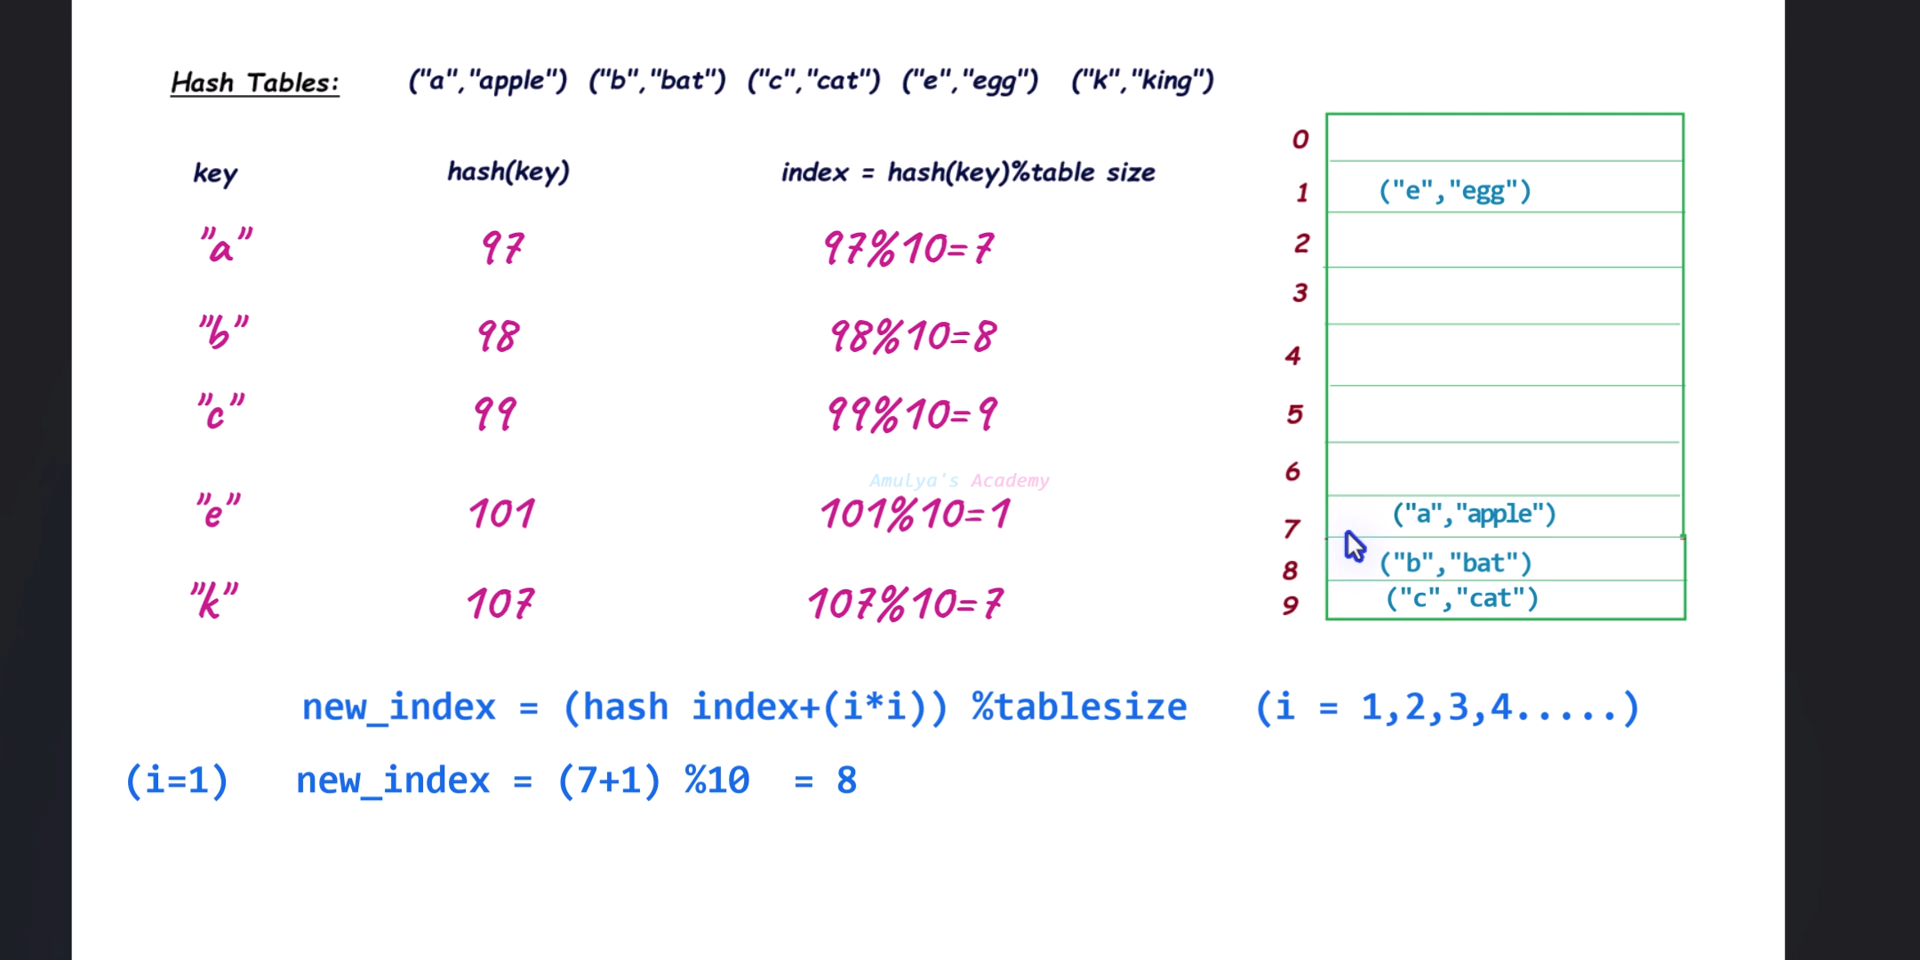 Hash Tables: ("a","apple") ("b","bat") ("c","cat") ("e","egg") ("k","king")
key hash(key) index = hash(key)%table size
"a" 97 97%10=7
"b" 98 98%10=8
"c" 99 99%10=9
Amulya's Academy
"e" 101 101%10=1
"k" 107 107%10=7
0
1 ("e","egg")
2
3
4
5
6
7 ("a","apple")
8 ("b","bat")
9 ("c","cat")
new_index = (hash index+(i*i)) %tablesize (i = 1,2,3,4.....)
(i=1) new_index = (7+1) %10 = 8